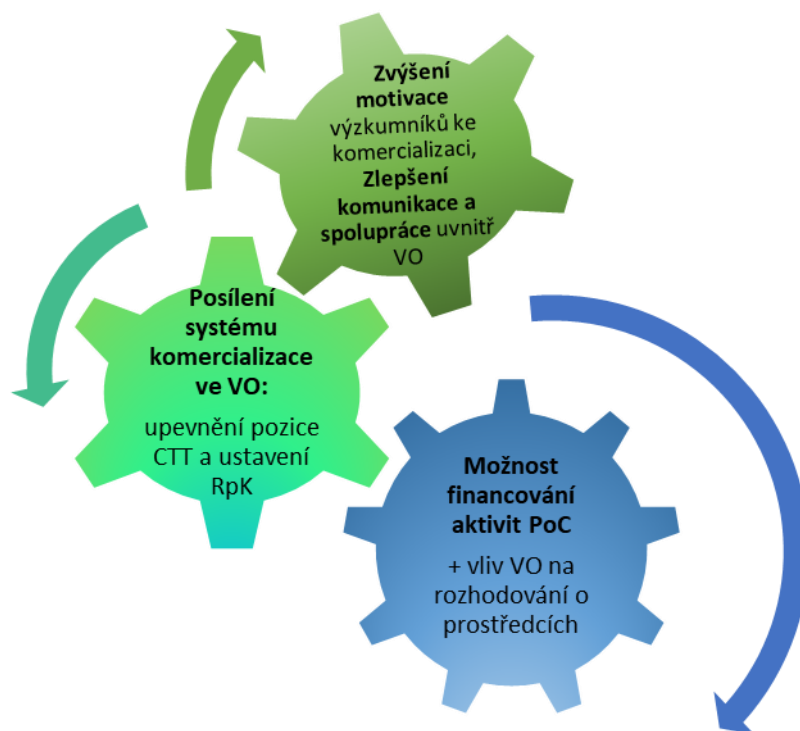 Zvýšení
motivace
výzkumníků ke
komercializaci,
Zlepšení
komunikace a
spolupráce uvnitř
VO
Posílení
systému
komercializace
ve VO:
upevnění pozice
CTT a ustavení
RpK
Možnost
financování
aktivit PoC
+ vliv VO na
rozhodování o
prostředcích